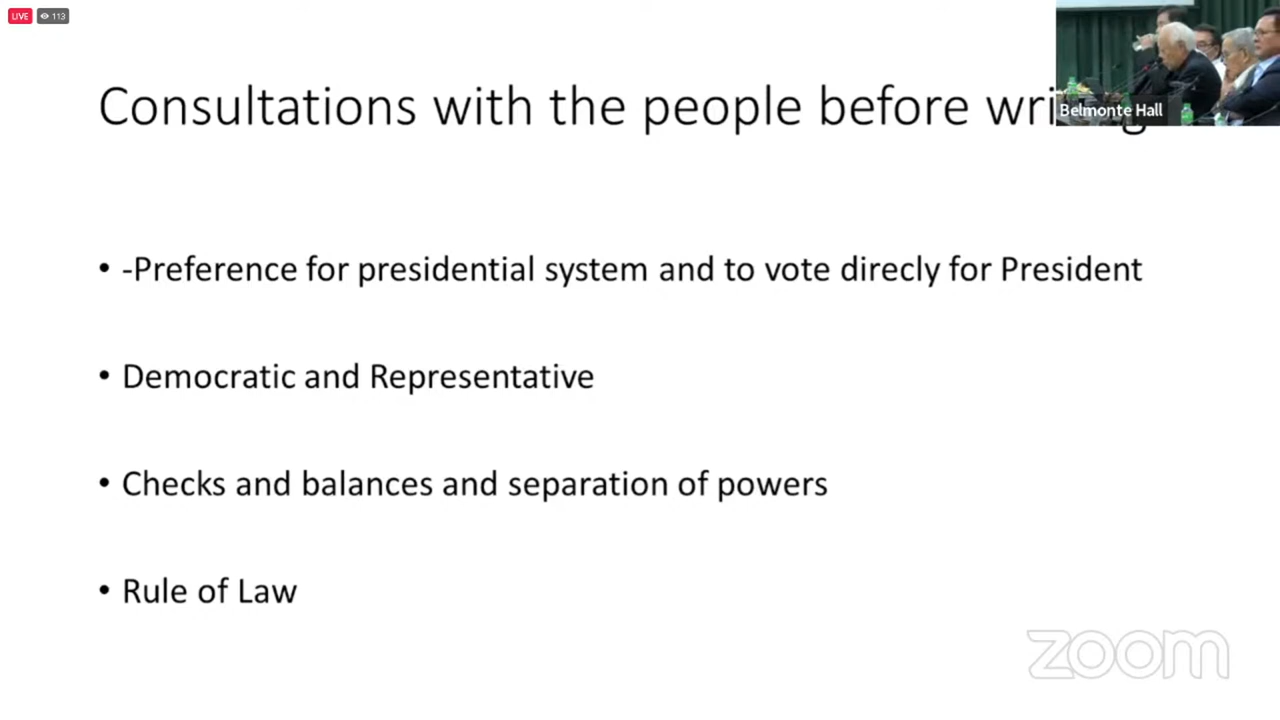 LIVE 113
Consultations with the people before
Belmonte Hall
• -Preference for presidential system and to vote direcly for President
• Democratic and Representative
• Checks and balances and separation of powers
• Rule of Law
zoom